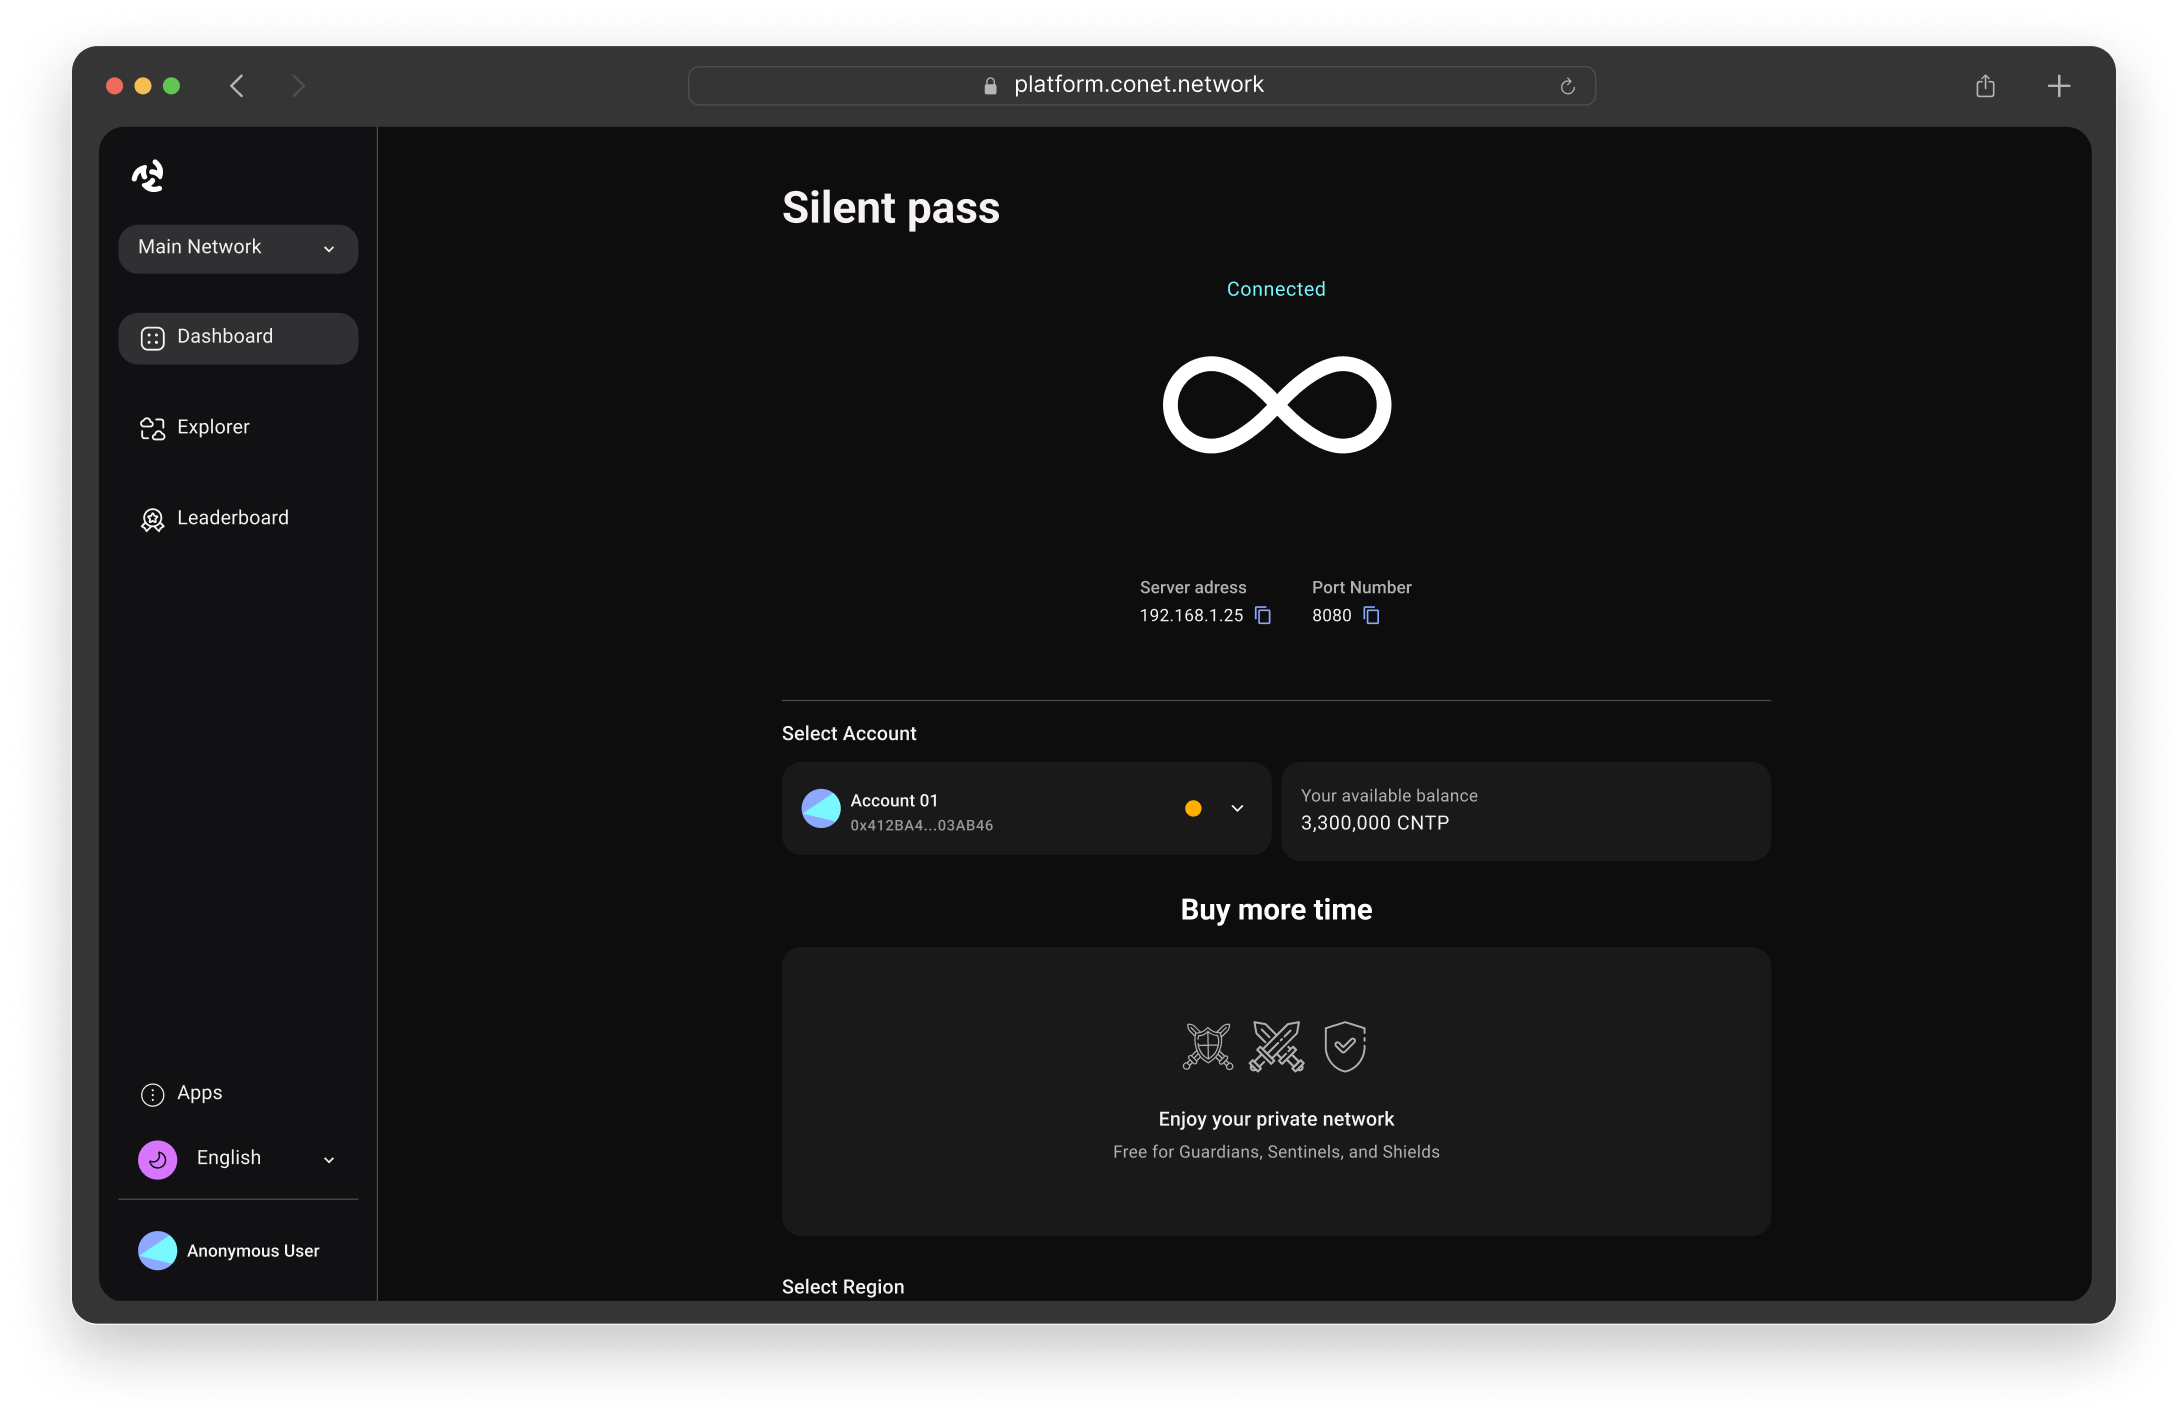 platform.conet.network
Main Network
Dashboard
Explorer
Leaderboard
Apps
English
Anonymous User
Silent pass
Connected
Server adress
192.168.1.25
Port Number
8080
Select Account
Account 01
0x412BA4...03AB46
Your available balance
3,300,000 CNTP
Buy more time
Enjoy your private network
Free for Guardians, Sentinels, and Shields
Select Region